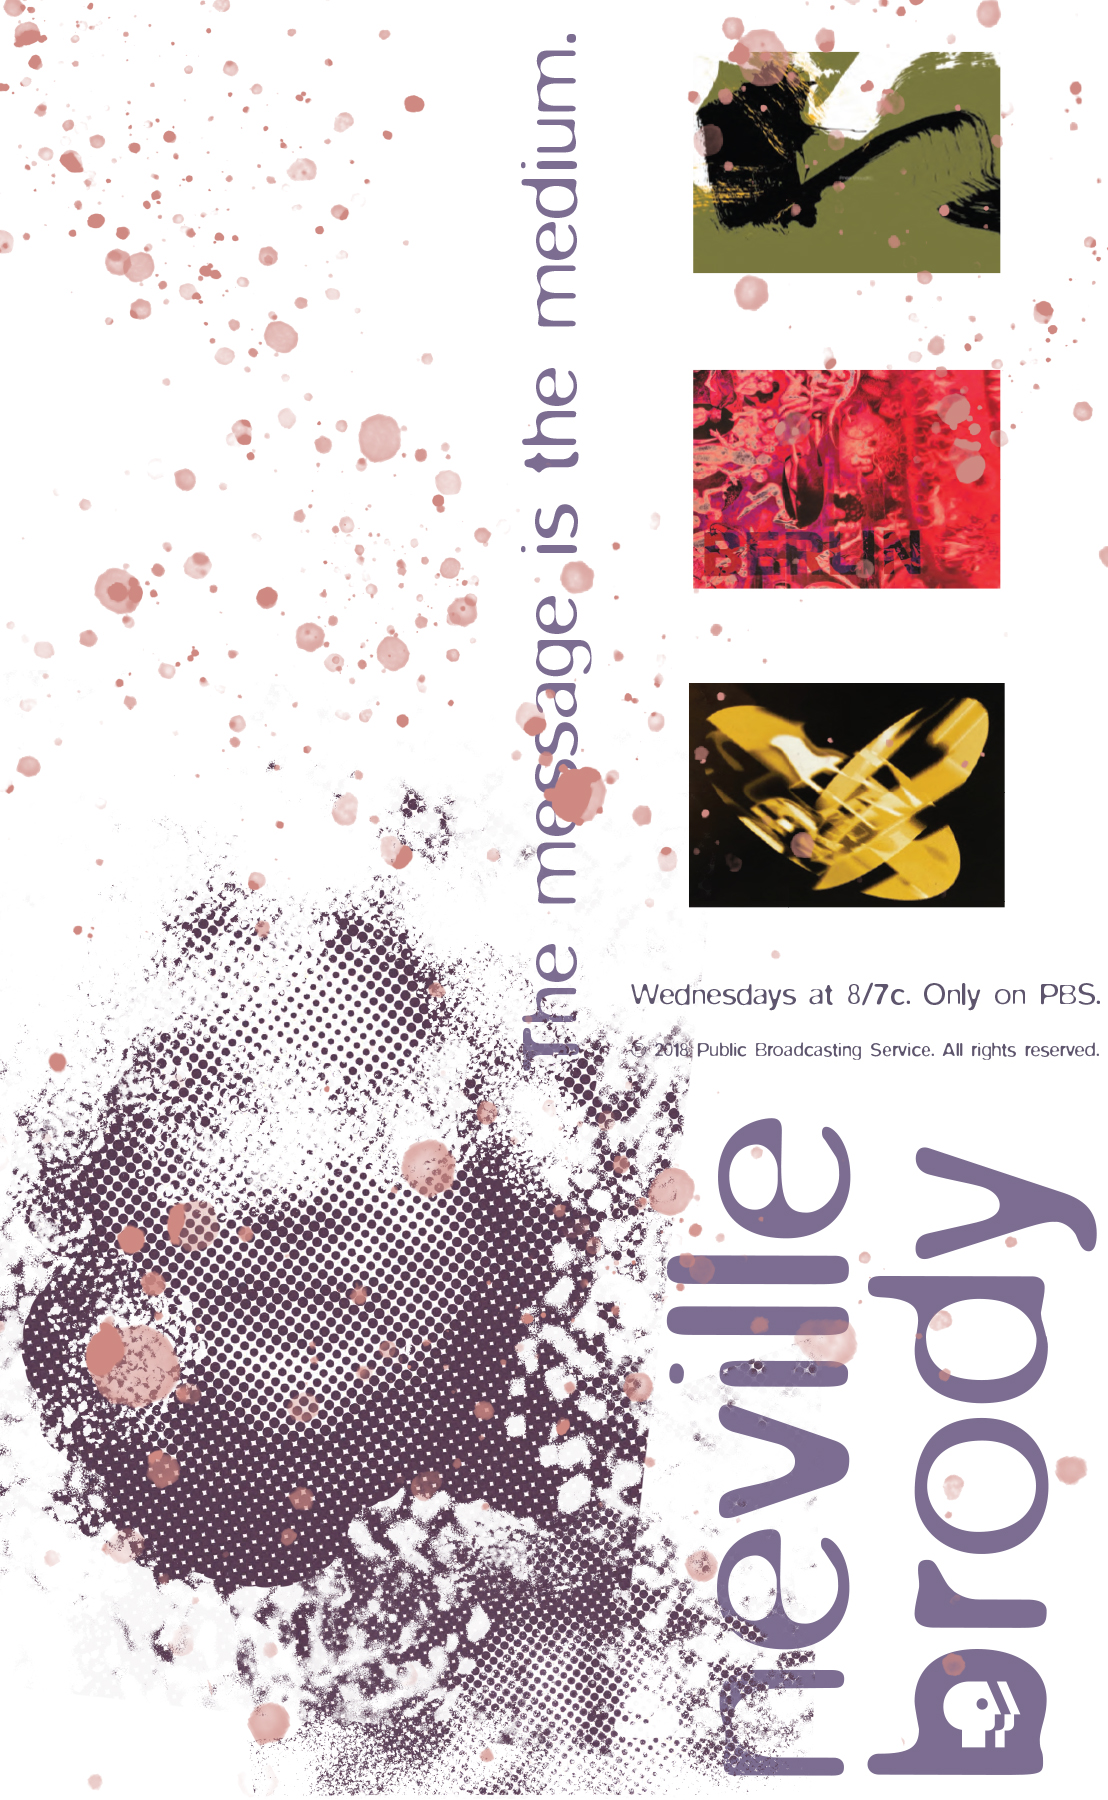 The message is the medium.
BERLIN
Wednesdays at 8/7c. Only on PBS.
© 2018 Public Broadcasting Service. All rights reserved.
neville
brody